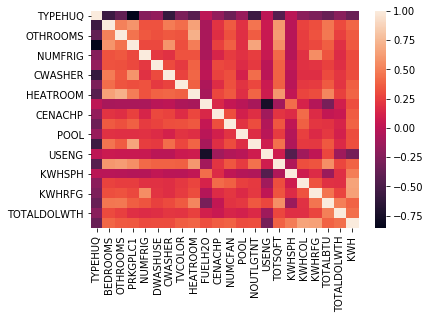 TYPEHUQ
OTHROOMS
NUMFRIG
CWASHER
HEATROOM
CENACHP
POOL
USENG
KWHSPH
KWHRFG
TOTALDOLWTH
TYPEHUQ
BEDROOMS
OTHROOMS
PRKGPLC1
NUMFRIG
DWASHUSE
CWASHER
TVCOLOR
HEATROOM
FUELH2O
CENACHP
NUMCFAN
POOL
NOUTLGTNT
USENG
TOTSQFT
KWHSPH
KWHCOL
KWHRFG
TOTALBTU
TOTALDOLWTH
KWH
1.00
0.75
0.50
0.25
0.00
−0.25
−0.50
−0.75